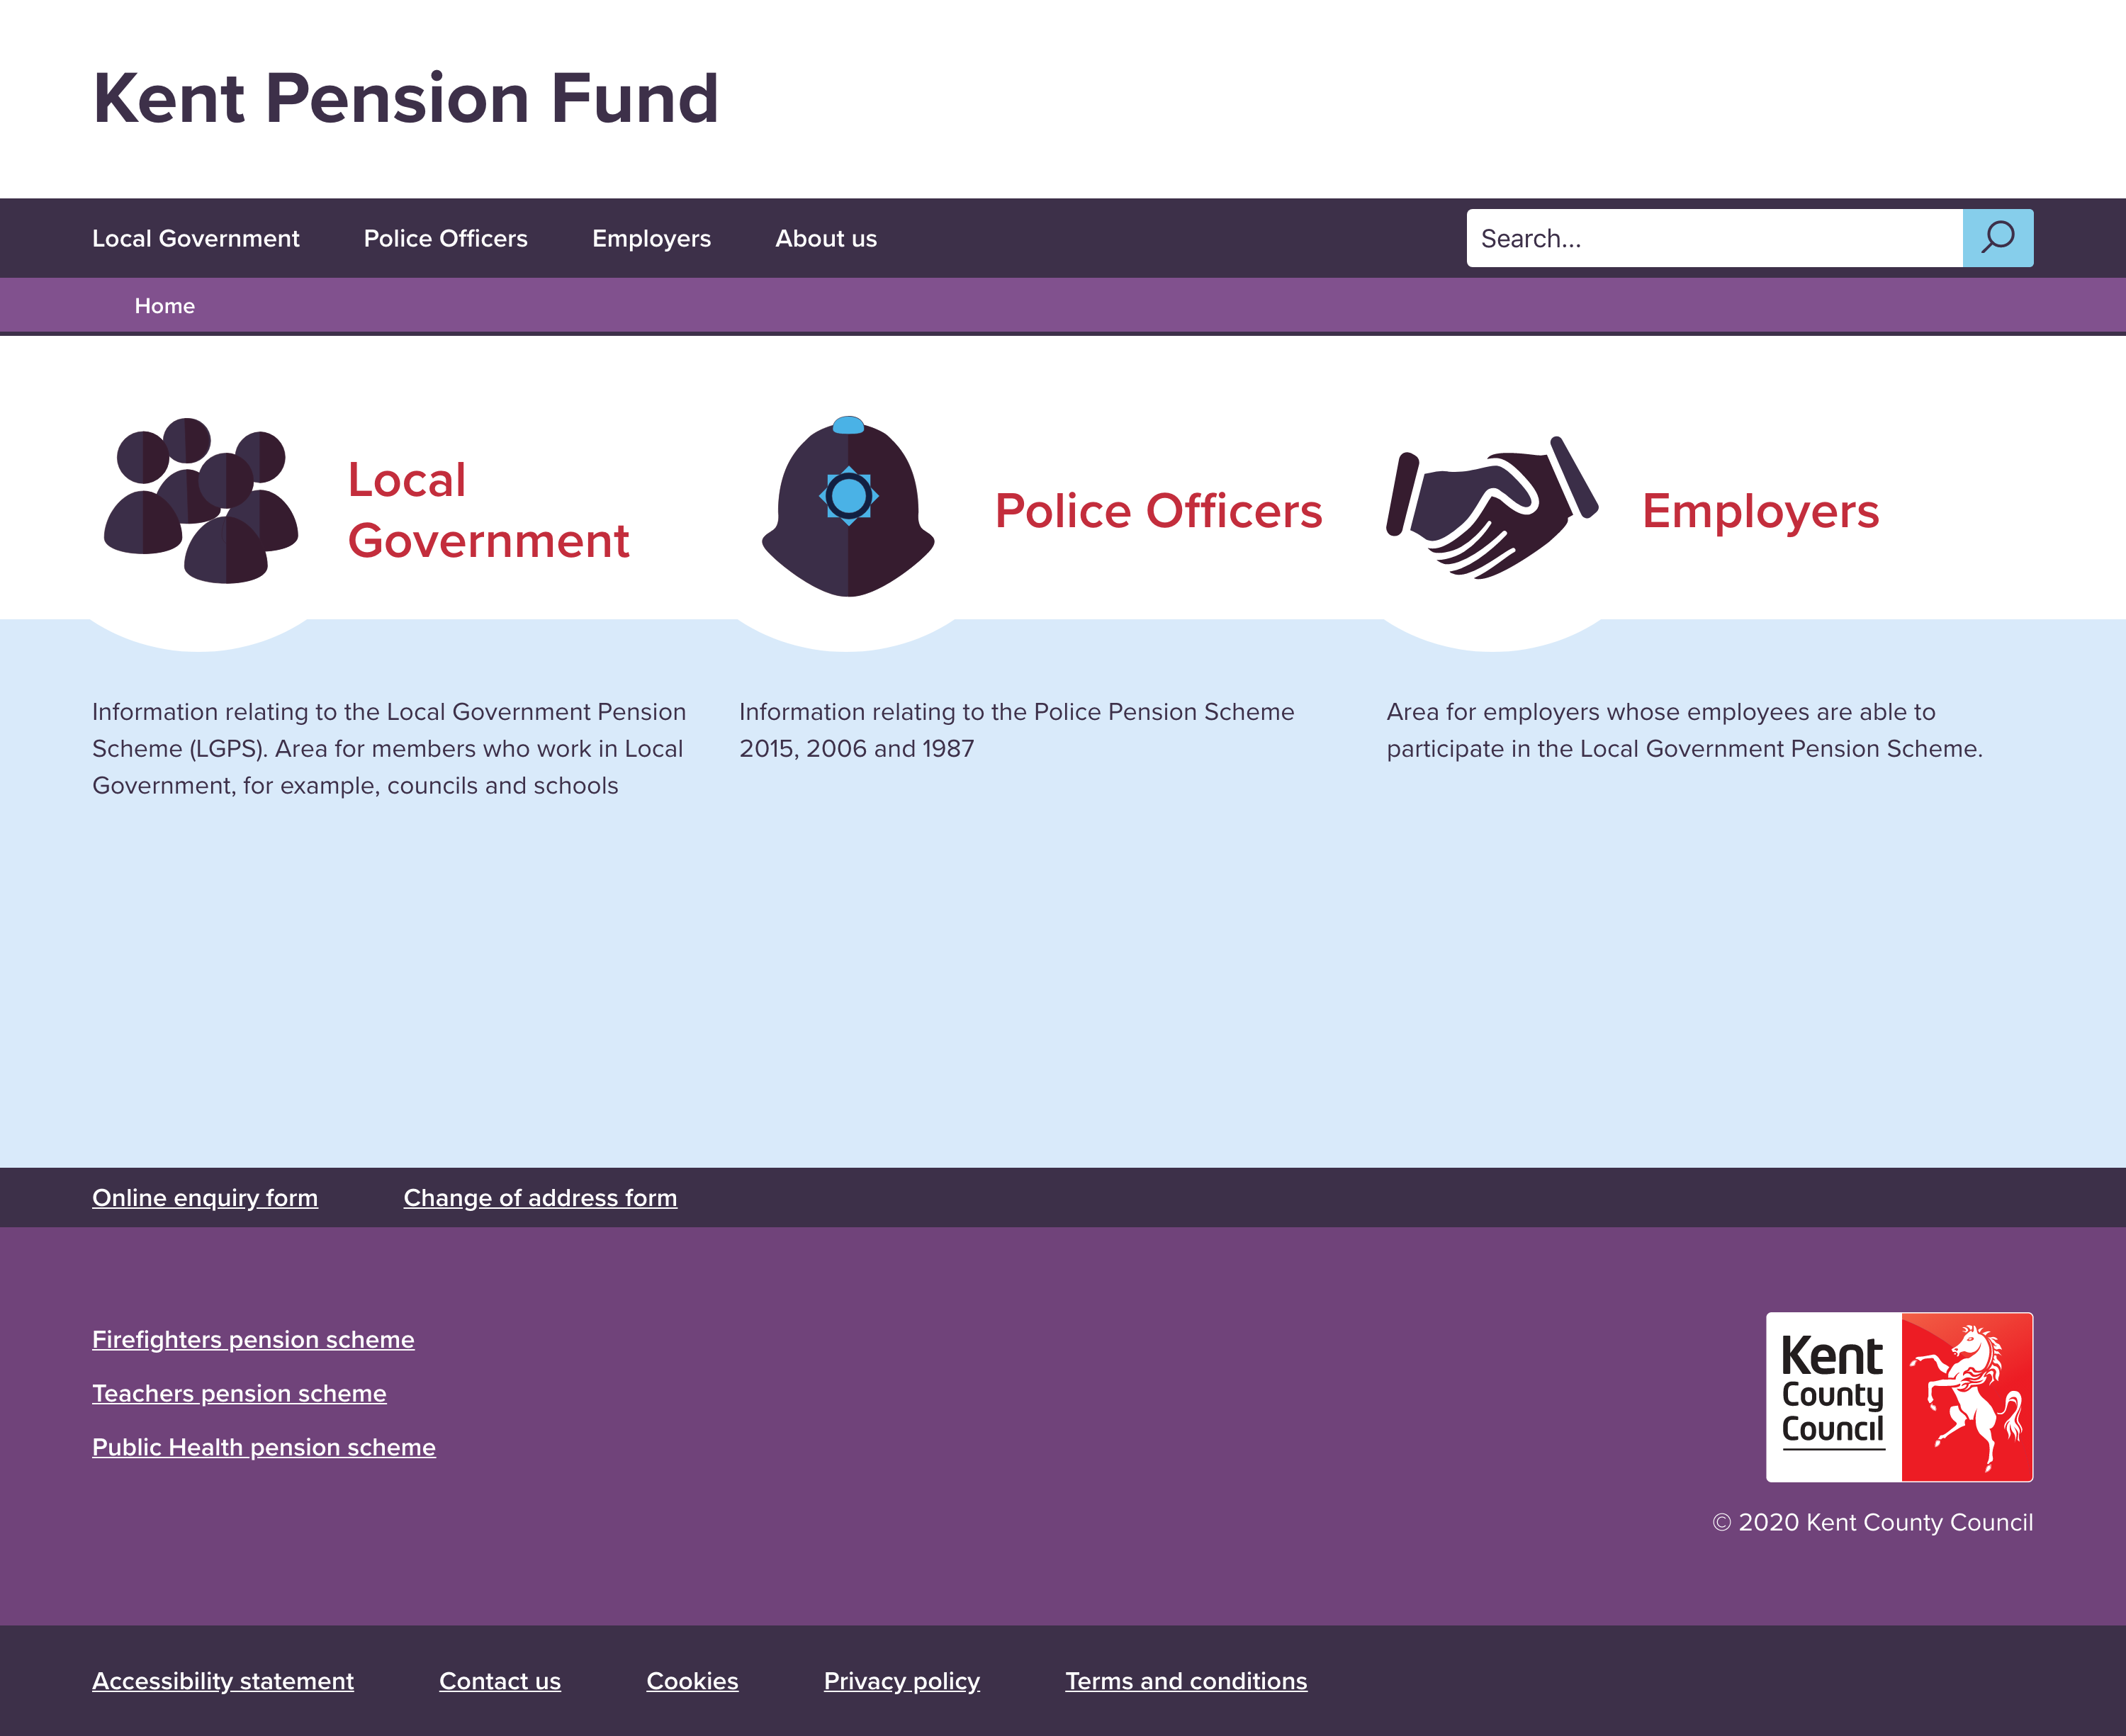 Kent Pension Fund
Local Government Police Officers Employers About us Search...
Home
Local
Government
Police Officers
Employers
Information relating to the Local Government Pension
Scheme (LGPS). Area for members who work in Local
Government, for example, councils and schools
Information relating to the Police Pension Scheme
2015, 2006 and 1987
Area for employers whose employees are able to
participate in the Local Government Pension Scheme.
Online enquiry form Change of address form
Firefighters pension scheme
Teachers pension scheme
Public Health pension scheme
Kent
County
Council
© 2020 Kent County Council
Accessibility statement Contact us Cookies Privacy policy Terms and conditions